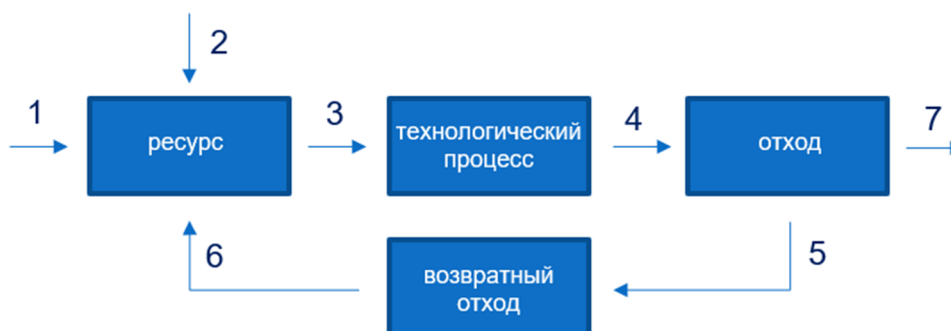 2
1
ресурс
3
технологический
процесс
4
отход
7
6
возвратный
отход
5